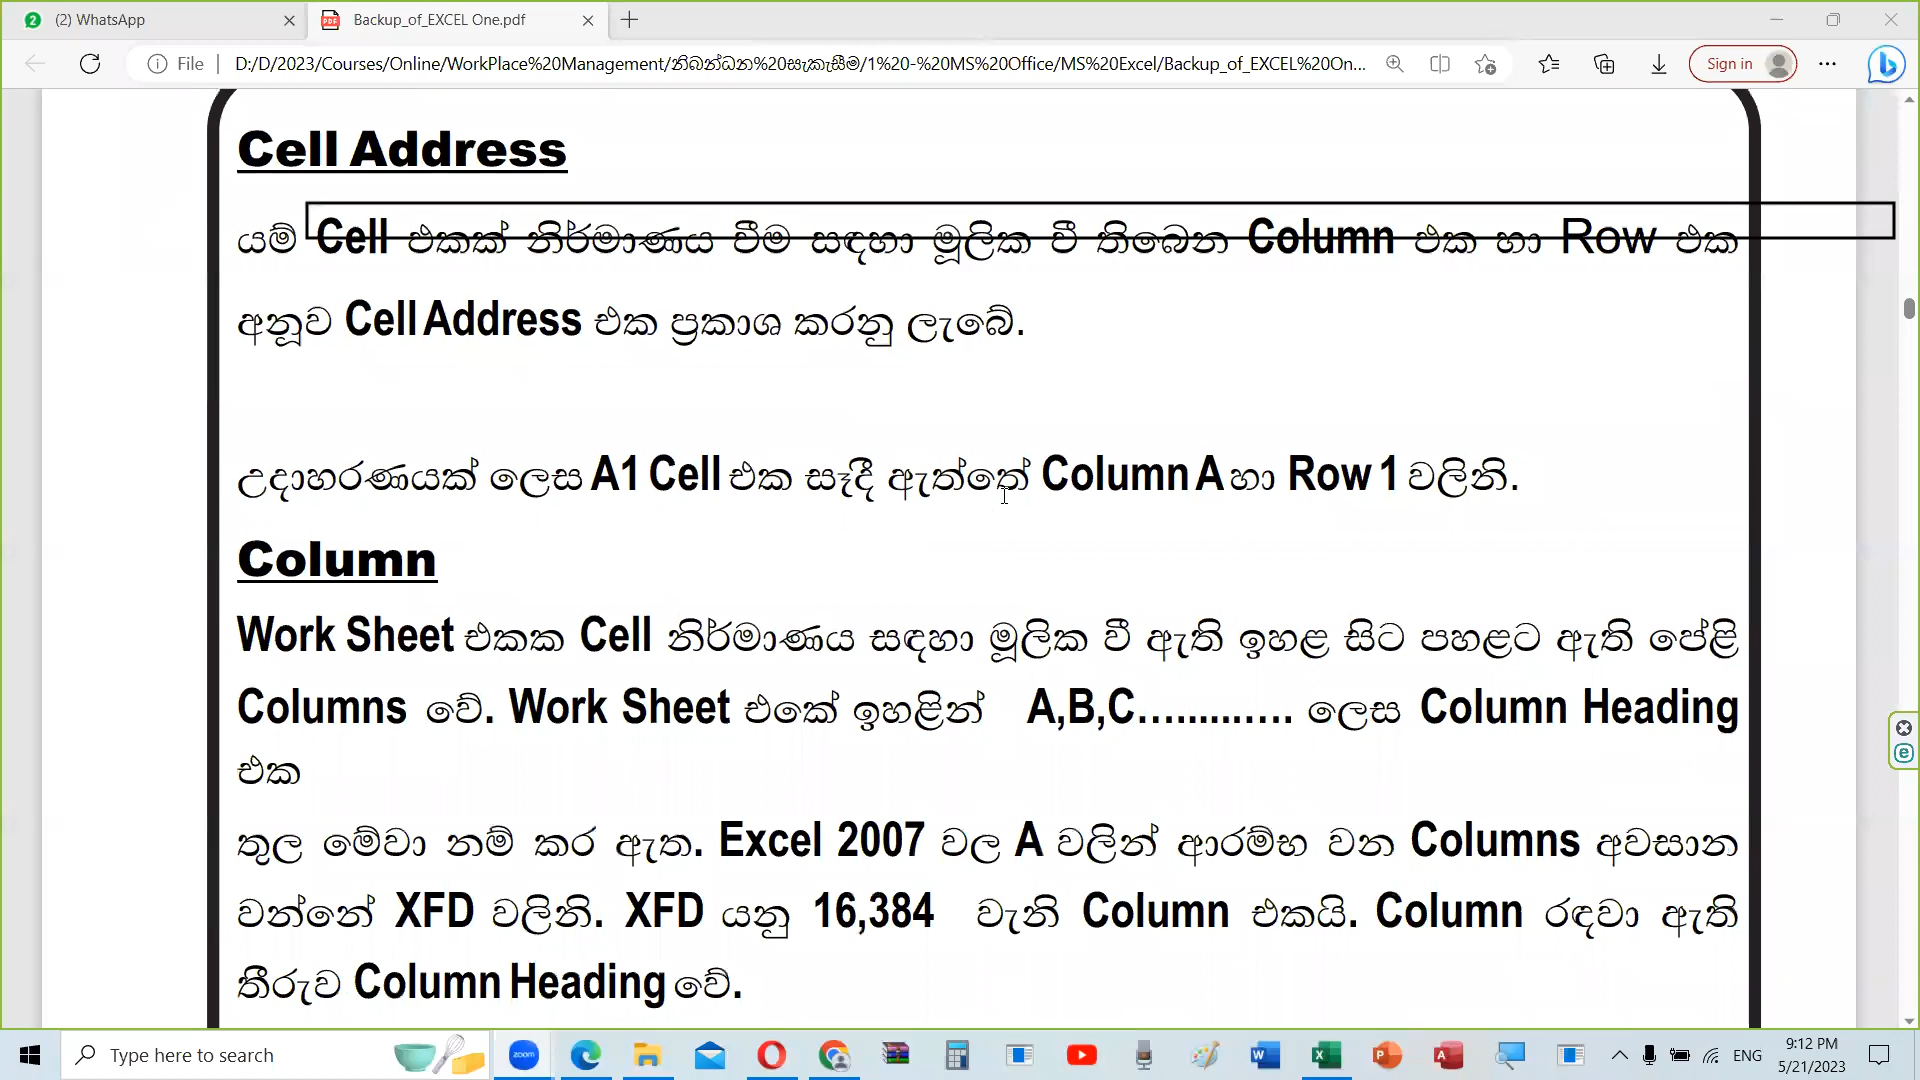 (2) WhatsApp
Backup_of_EXCEL One.pdf
File
D:/D/2023/Courses/Online/WorkPlace%20Management/නිබන්ධන%20සැකැසීම/1%20-%20MS%20Office/MS%20Excel/Backup_of_EXCEL%20On...
Sign in
Cell Address
යම් Cell එකක් නිර්මාණය වීම සඳහා මූලික වී තිබෙන Column එක හා Row එක
අනුව Cell Address එක ප්‍රකාශ කරනු ලැබේ.
උදාහරණයක් ලෙස A1 Cell එක සෑදී ඇත්තේ Column A හා Row 1 වලිනි.
Column
Work Sheet එකක Cell නිර්මාණය සඳහා මූලික වී ඇති ඉහළ සිට පහළට ඇති පේළි
Columns වේ. Work Sheet එකේ ඉහළින් A,B,C…......…. ලෙස Column Heading
එක
තුල මේවා නම් කර ඇත. Excel 2007 වල A වලින් ආරම්භ වන Columns අවසාන
වන්නේ XFD වලිනි. XFD යනු 16,384 වැනි Column එකයි. Column රඳවා ඇති
තීරුව Column Heading වේ.
Type here to search
zoom
ENG
9:12 PM
5/21/2023